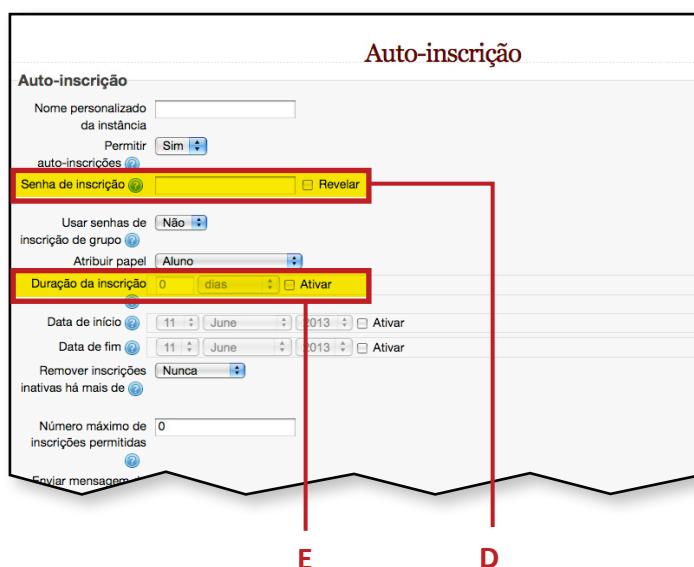 Auto-inscrição
Auto-inscrição
Nome personalizado
da instância
Permitir Sim
auto-inscrições
Senha de inscrição Revelar
Usar senhas de Não
inscrição de grupo
Atribuir papel Aluno
Duração da inscrição 0 dias Ativar
Data de início 11 June 2013 Ativar
Data de fim 11 June 2013 Ativar
Remover inscrições Nunca
inativas há mais de
Número máximo de 0
inscrições permitidas
Enviar mensagem
E D